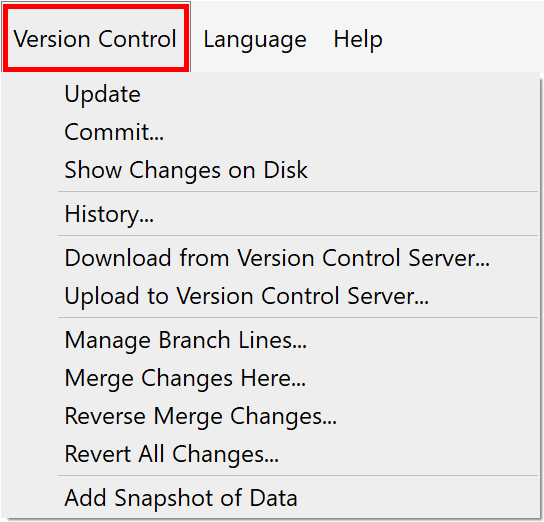 Version Control Language Help
Update
Commit...
Show Changes on Disk
History...
Download from Version Control Server...
Upload to Version Control Server...
Manage Branch Lines...
Merge Changes Here...
Reverse Merge Changes...
Revert All Changes...
Add Snapshot of Data